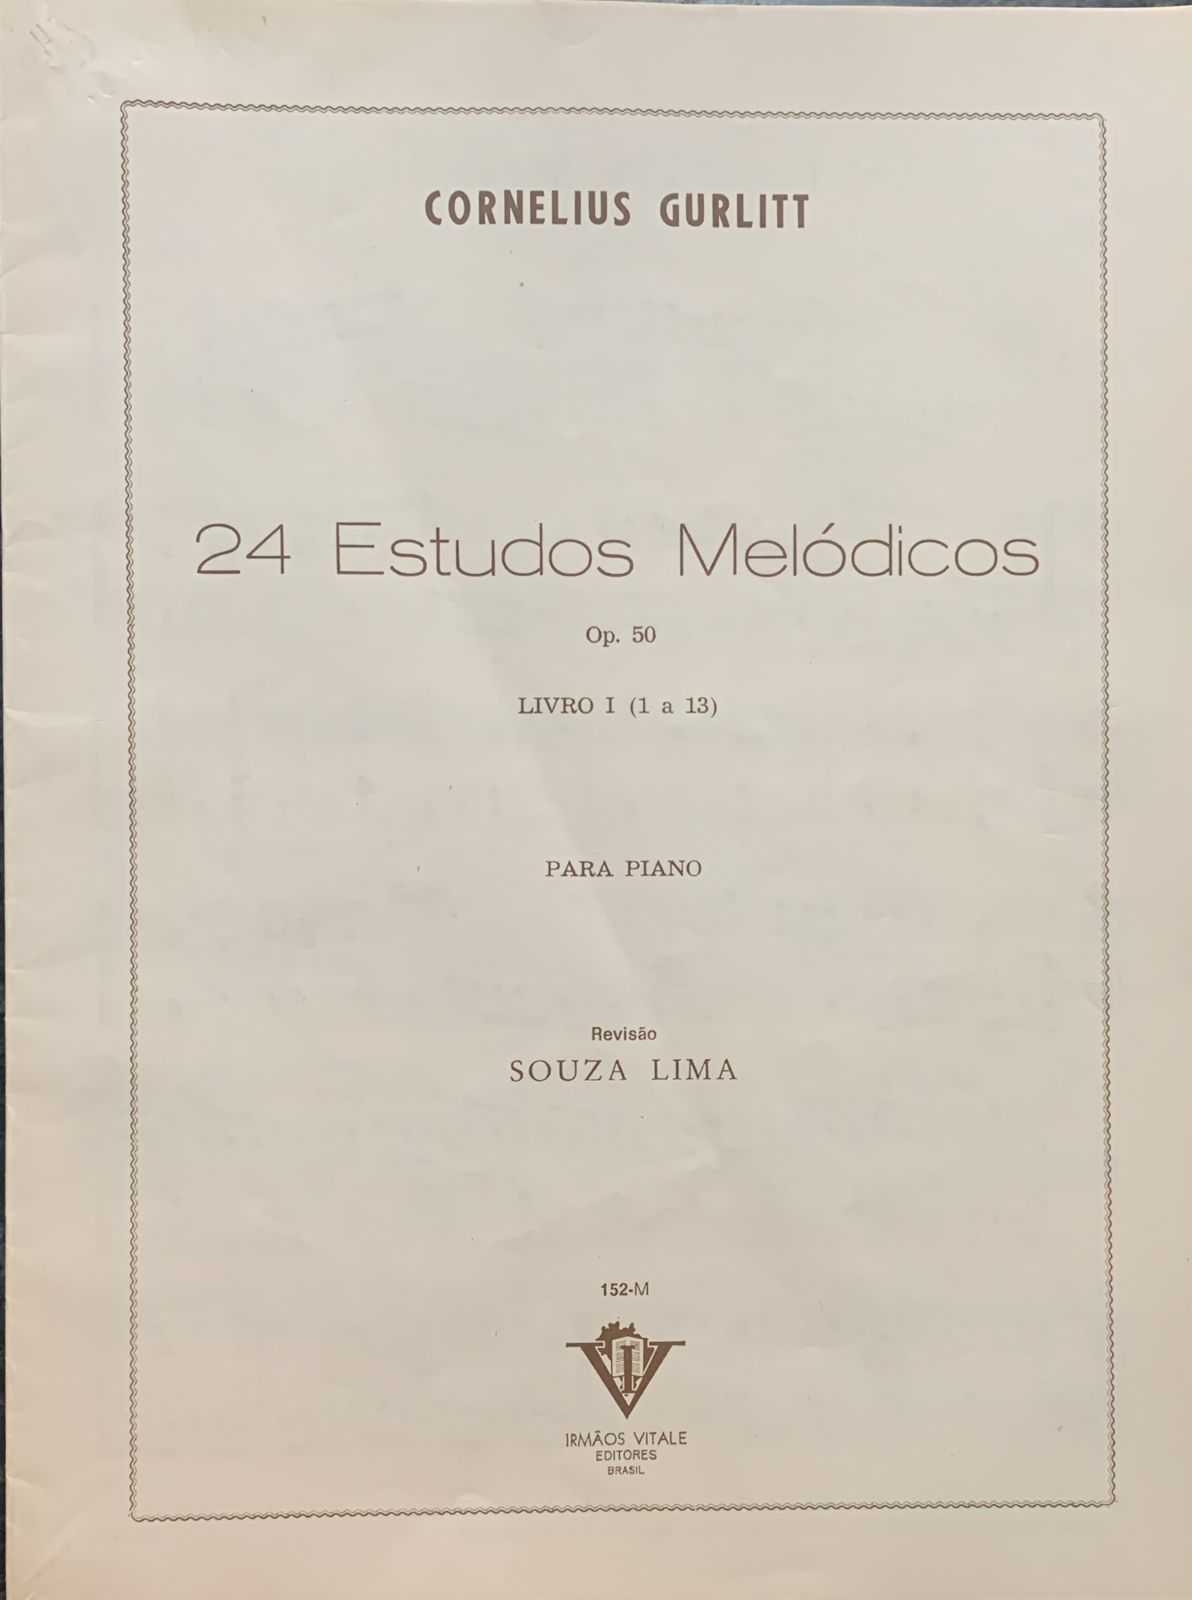 CORNELIUS GURLITT
24 Estudos Melódicos
Op. 50
LIVRO I (1 a 13)
PARA PIANO
Revisão
SOUZA LIMA
152-M
VI
IRMÃOS VITALE
EDITORES
BRASIL